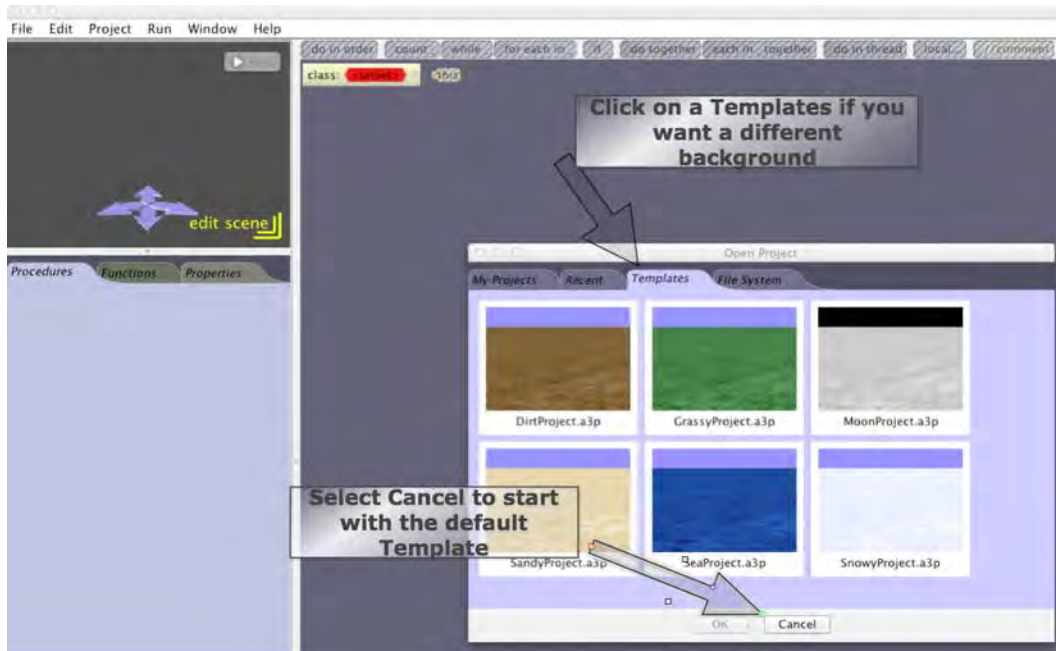 File Edit Project Run Window Help
do in order count while for each in if do together each in together do in thread local... //comment
class: <unset> this
Click on a Templates if you
want a different
background
edit scene
Open Project
Procedures Functions Properties
My Projects Recent Templates File System
DirtProject.a3p GrassyProject.a3p MoonProject.a3p
Select Cancel to start
with the default
Template
SandyProject.a3p SeaProject.a3p SnowyProject.a3p
OK Cancel